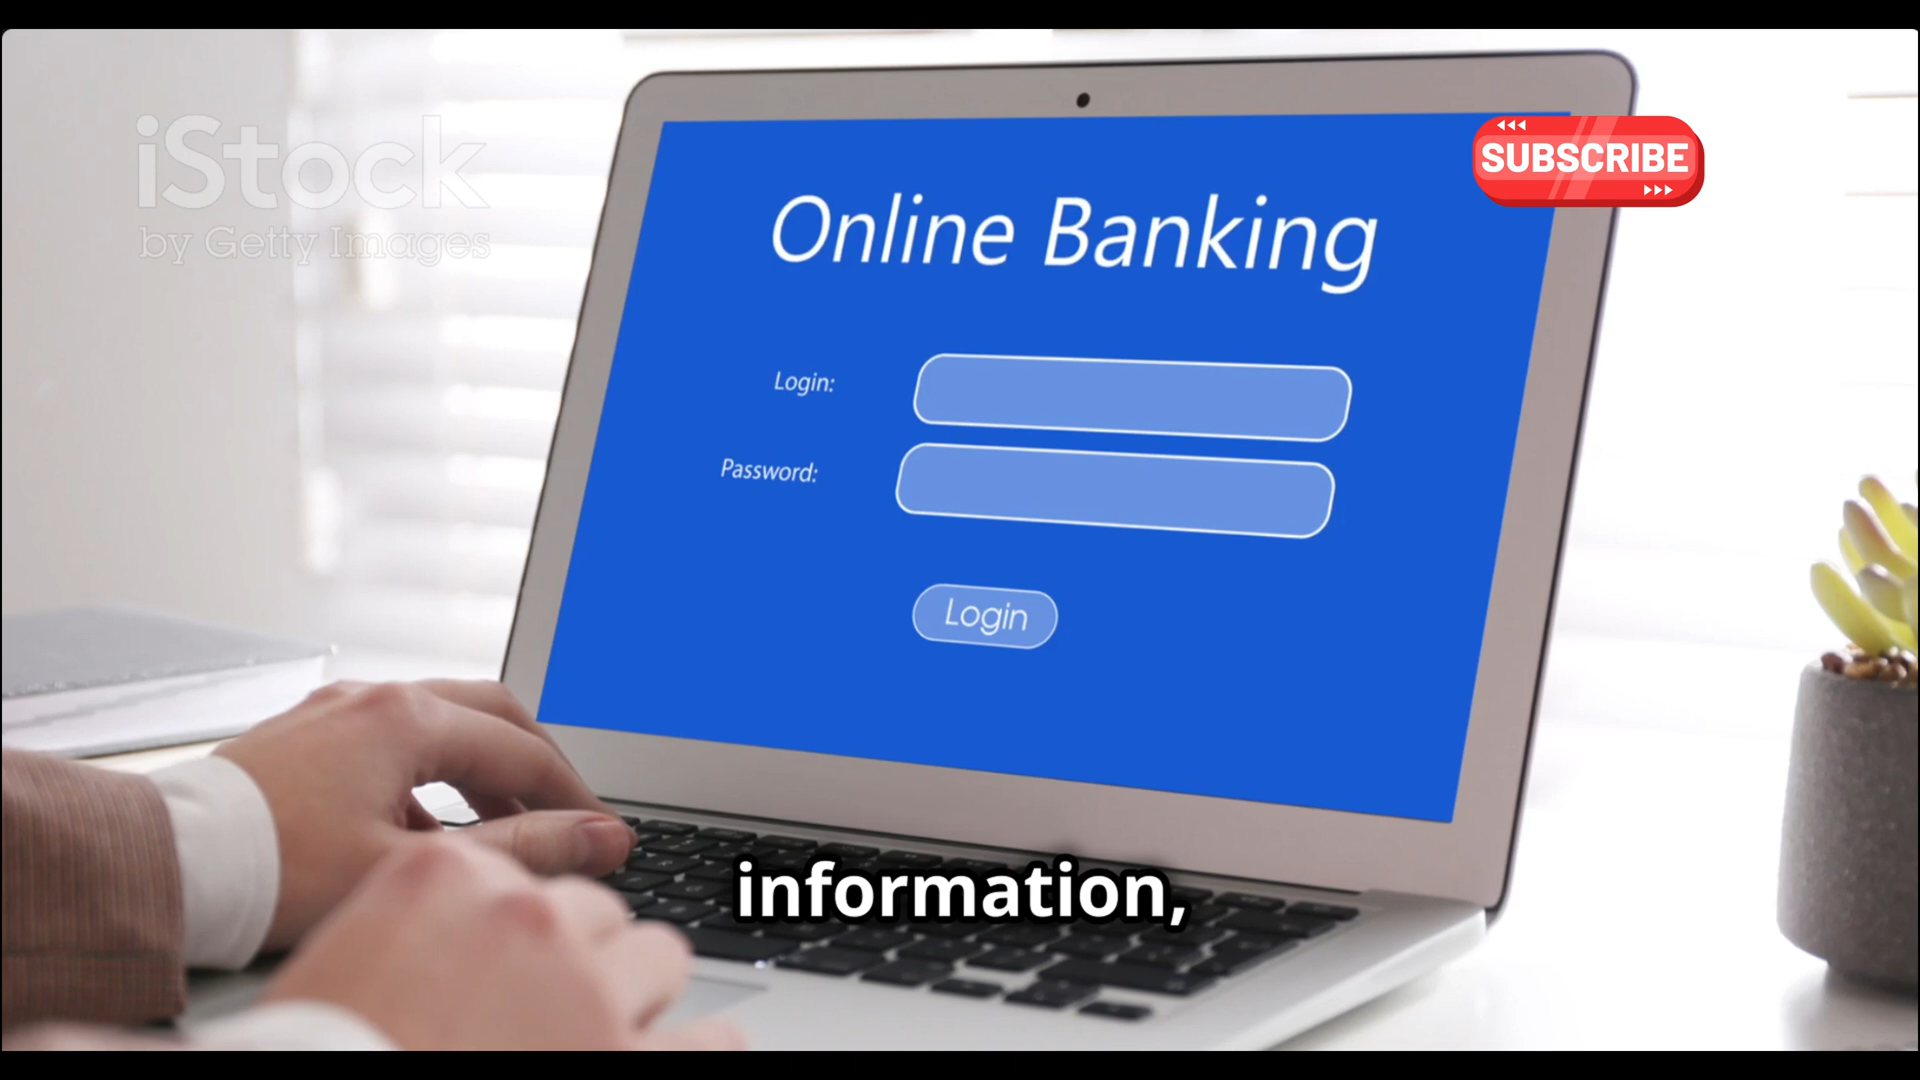 iStock
by Getty Images
SUBSCRIBE
Online Banking
Login:
Password:
Login
information,